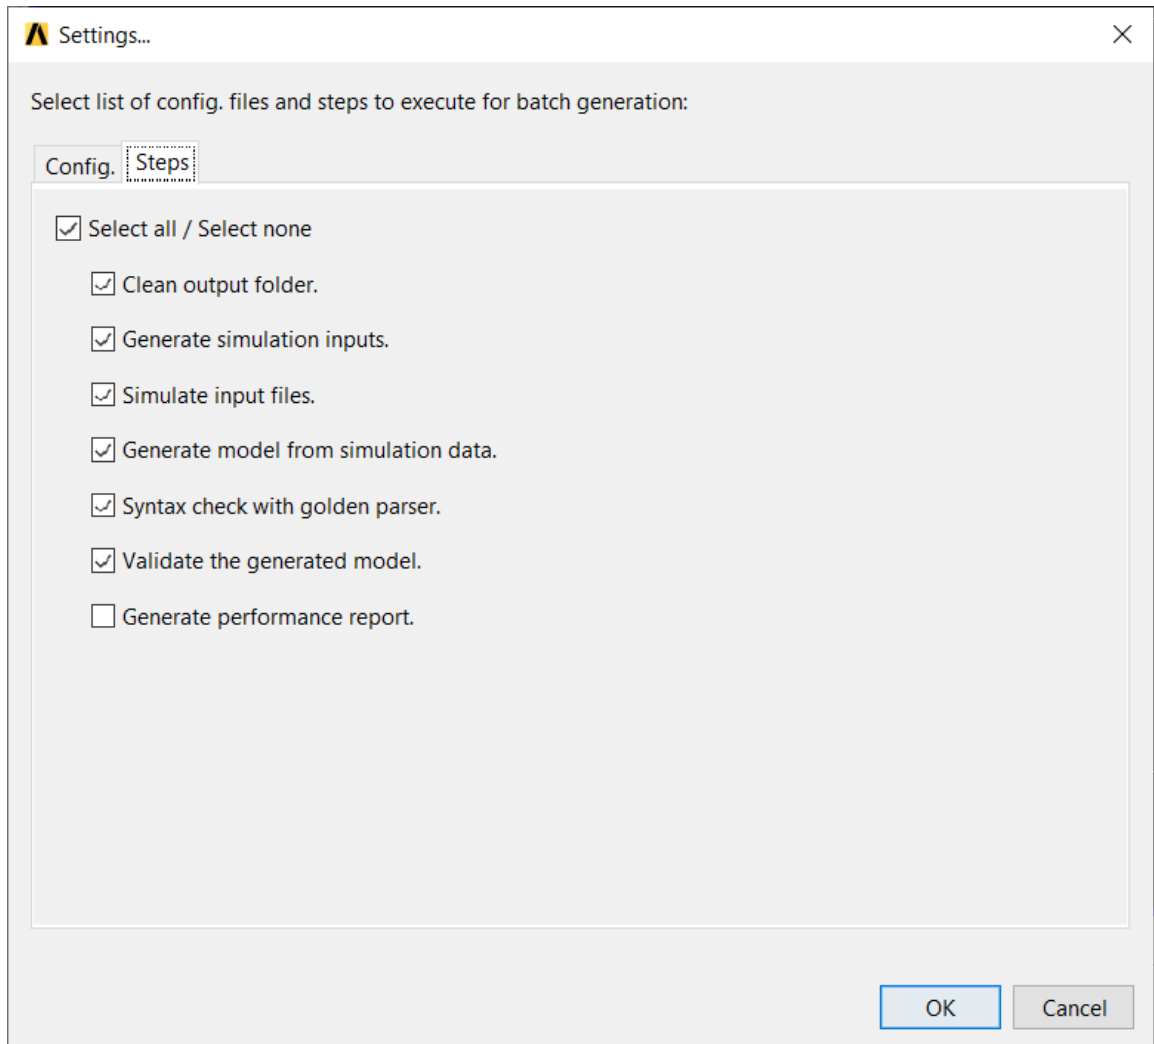 Settings...
Select list of config. files and steps to execute for batch generation:
Config. Steps
Select all / Select none
Clean output folder.
Generate simulation inputs.
Simulate input files.
Generate model from simulation data.
Syntax check with golden parser.
Validate the generated model.
Generate performance report.
OK Cancel